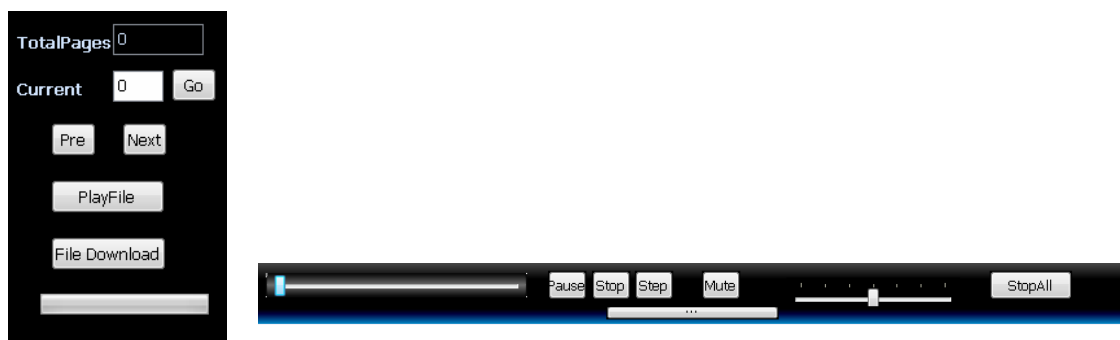 TotalPages 0
Current 0 Go
Pre Next
PlayFile
File Download
Pause Stop Step Mute StopAll